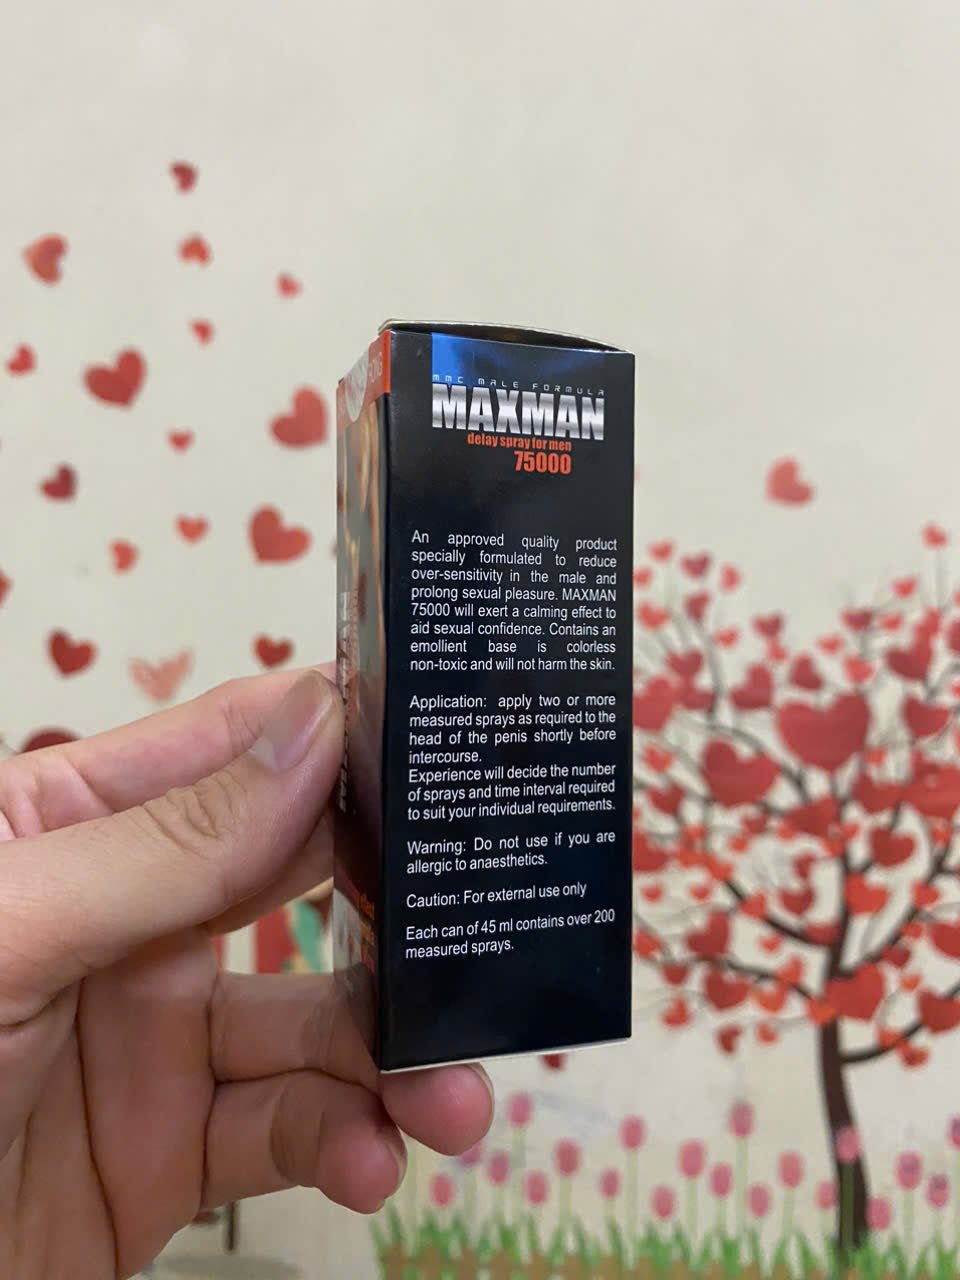 MMC MALE FORMULA
MAXMAN
delay spray for men
75000
An approved quality product
specially formulated to reduce
over-sensitivity in the male and
prolong sexual pleasure. MAXMAN
75000 will exert a calming effect to
aid sexual confidence. Contains an
emollient base is colorless
non-toxic and will not harm the skin.
Application: apply two or more
measured sprays as required to the
head of the penis shortly before
intercourse.
Experience will decide the number
of sprays and time interval required
to suit your individual requirements.
Warning: Do not use if you are
allergic to anaesthetics.
Caution: For external use only
Each can of 45 ml contains over 200
measured sprays.